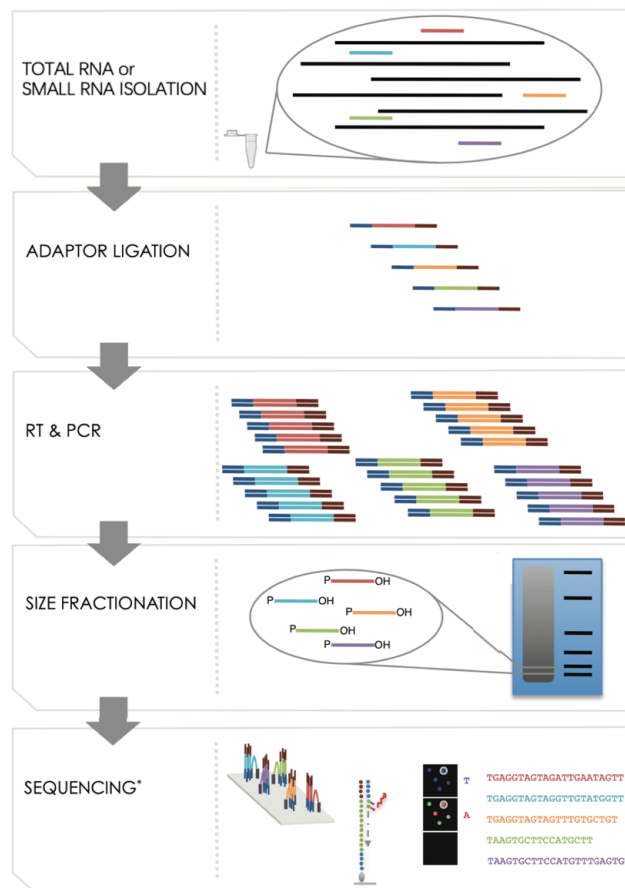 TOTAL RNA or
SMALL RNA ISOLATION
ADAPTOR LIGATION
RT & PCR
SIZE FRACTIONATION
P OH
P OH
P OH
P OH
P OH
SEQUENCING*
T
A
TGAGGTAGTAGATTGAATAGTT
TGAGGTAGTAGGTTGTATGGTT
TGAGGTAGTAGTTTGTGCTGT
TAAGTGCTTCCATGCTT
TAAGTGCTTCCATGTTTGAGTG